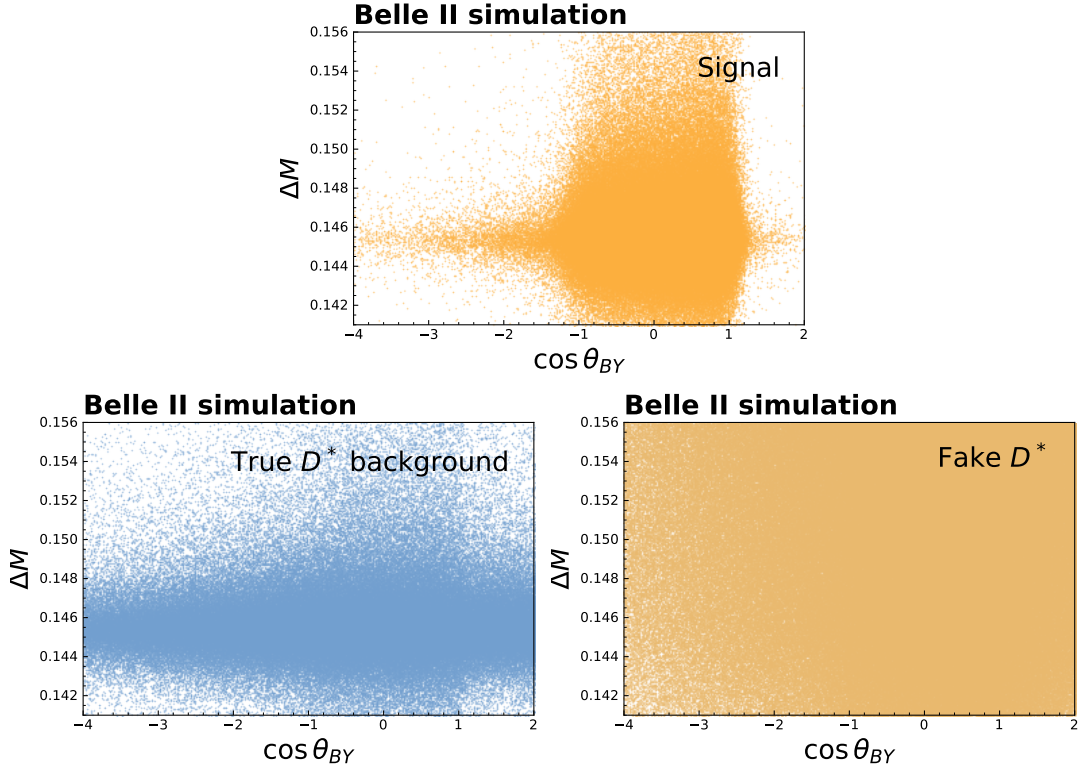 Belle II simulation
Signal
0.156
0.154
0.152
0.150
0.148
0.146
0.144
0.142
ΔM
−4 −3 −2 −1 0 1 2
cos θ_BY
Belle II simulation
True D* background
0.156
0.154
0.152
0.150
0.148
0.146
0.144
0.142
ΔM
−4 −3 −2 −1 0 1 2
cos θ_BY
Belle II simulation
Fake D*
0.156
0.154
0.152
0.150
0.148
0.146
0.144
0.142
ΔM
−4 −3 −2 −1 0 1 2
cos θ_BY